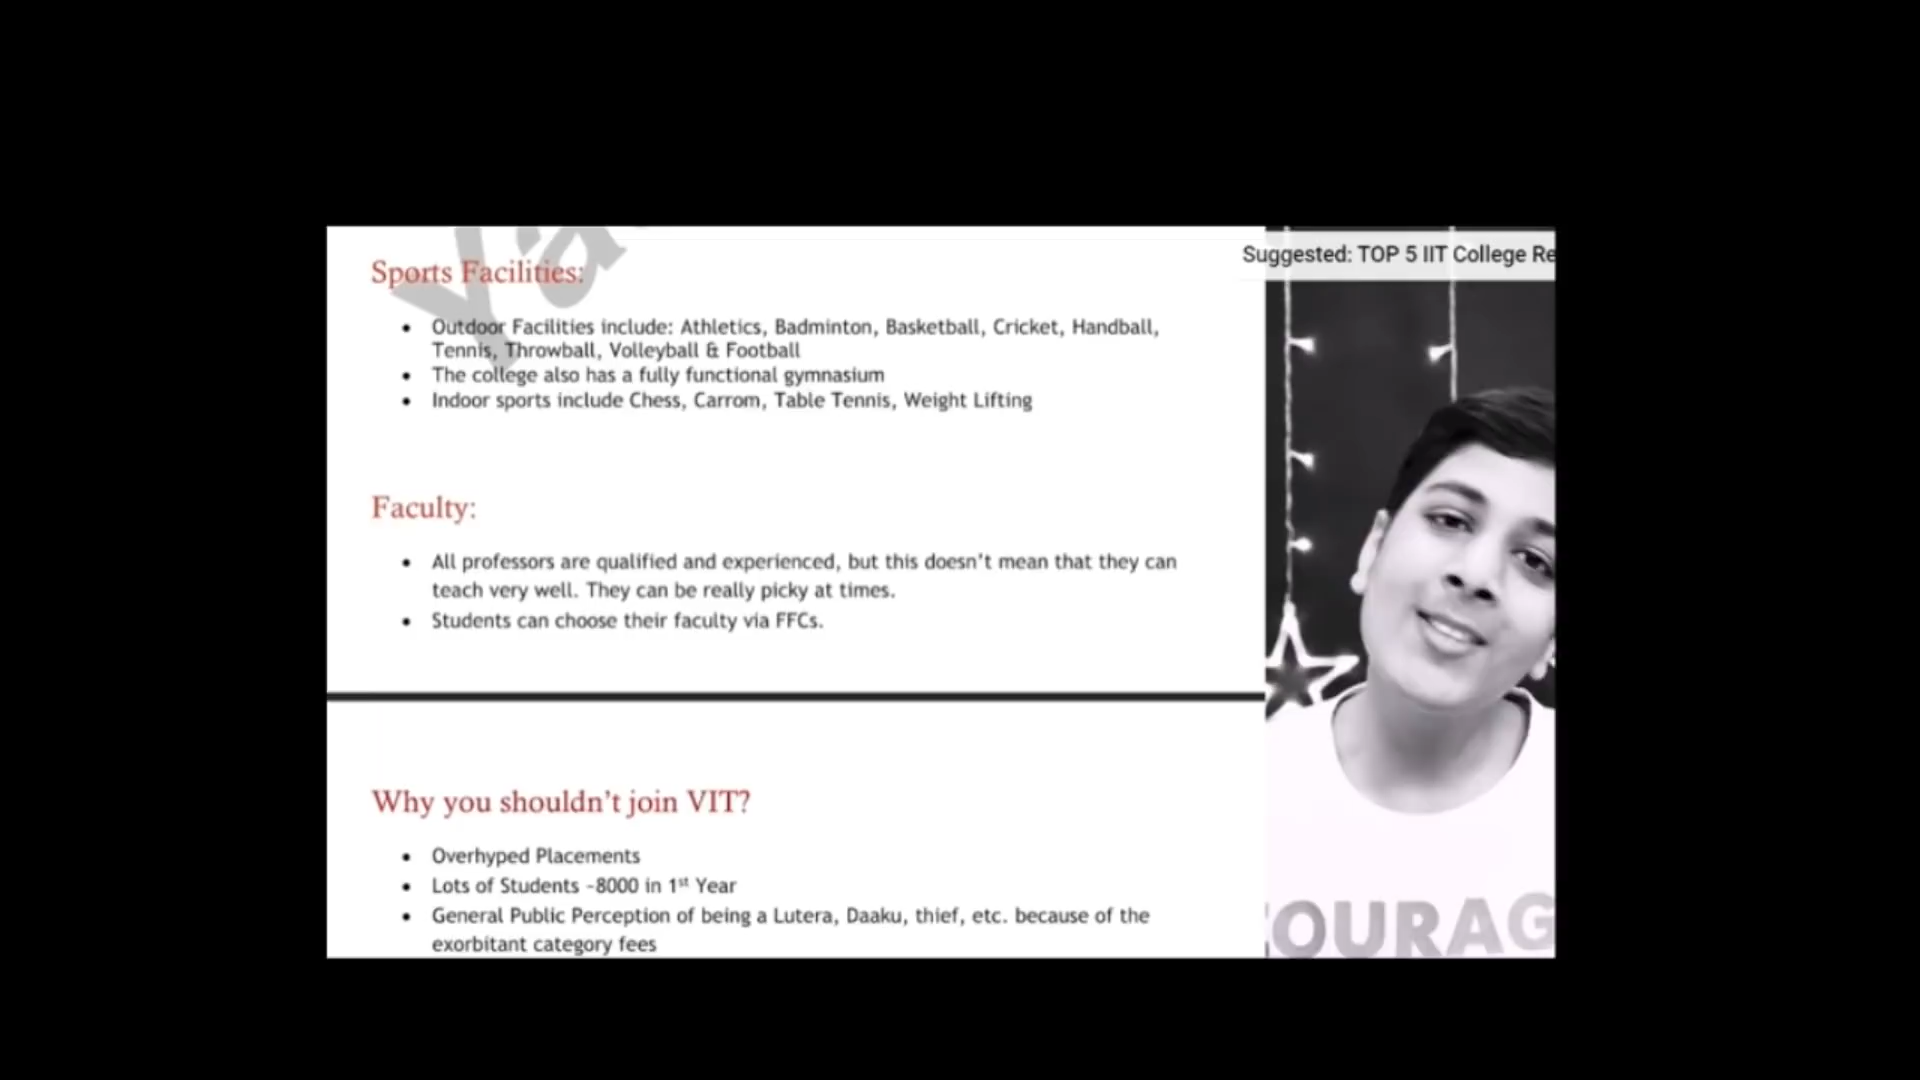 Suggested: TOP 5 IIT College Re
Sports Facilities:
• Outdoor Facilities include: Athletics, Badminton, Basketball, Cricket, Handball,
Tennis, Throwball, Volleyball & Football
• The college also has a fully functional gymnasium
• Indoor sports include Chess, Carrom, Table Tennis, Weight Lifting
Faculty:
• All professors are qualified and experienced, but this doesn't mean that they can
teach very well. They can be really picky at times.
• Students can choose their faculty via FFCs.
Why you shouldn't join VIT?
• Overhyped Placements
• Lots of Students ~8000 in 1st Year
• General Public Perception of being a Lutera, Daaku, thief, etc. because of the
exorbitant category fees
Ya
OURAG